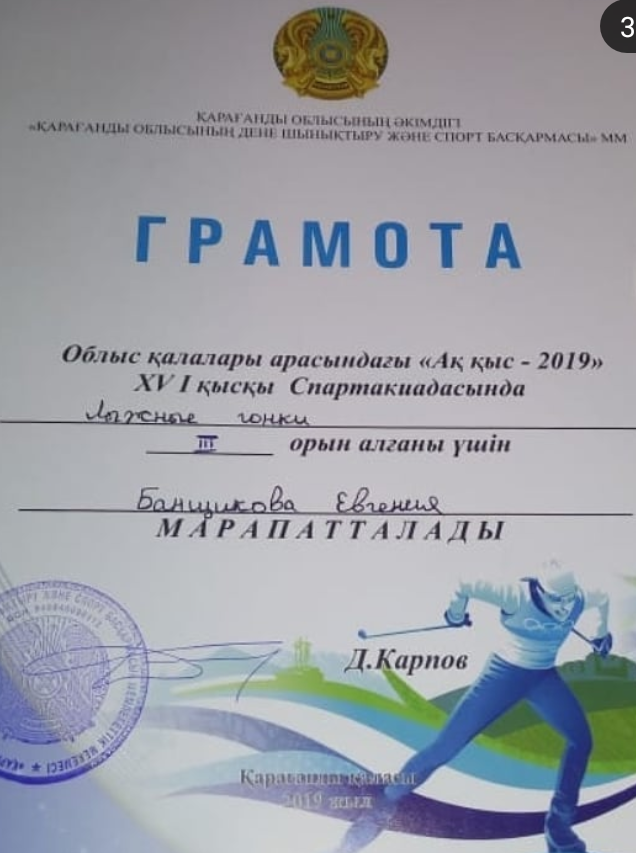 3
ҚАРАҒАНДЫ ОБЛЫСЫНЫҢ ӘКІМДІГІ
«ҚАРАҒАНДЫ ОБЛЫСЫНЫҢ ДЕНЕ ШЫНЫҚТЫРУ ЖӘНЕ СПОРТ БАСҚАРМАСЫ» ММ
ГРАМОТА
Облыс қалалары арасындағы «Ақ қыс - 2019»
XV I қысқы Спартакиадасында
Лыжные гонки
III орын алғаны үшін
Банщикова Евгения
МАРАПАТТАЛАДЫ
Д.Карпов
Қарағанды қаласы
2019 жыл